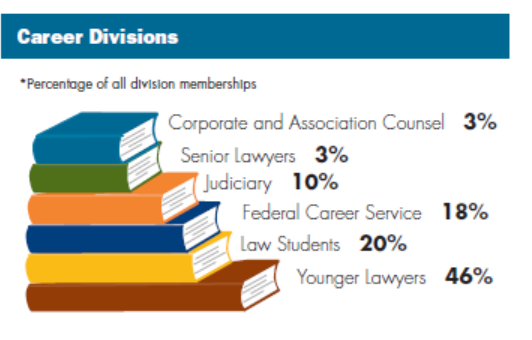 Career Divisions
*Percentage of all division memberships
Corporate and Association Counsel 3%
Senior Lawyers 3%
Judiciary 10%
Federal Career Service 18%
Law Students 20%
Younger Lawyers 46%